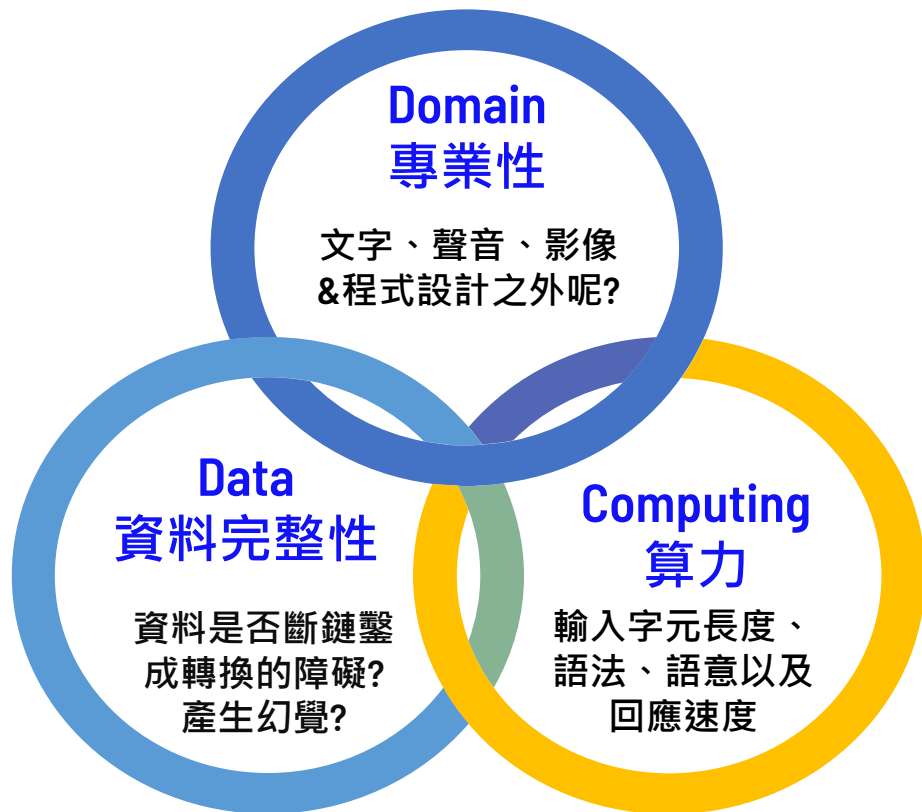 Domain
專業性
文字、聲音、影像
&程式設計之外呢?
Data
資料完整性
資料是否斷鏈鑿
成轉換的障礙?
產生幻覺?
Computing
算力
輸入字元長度、
語法、語意以及
回應速度